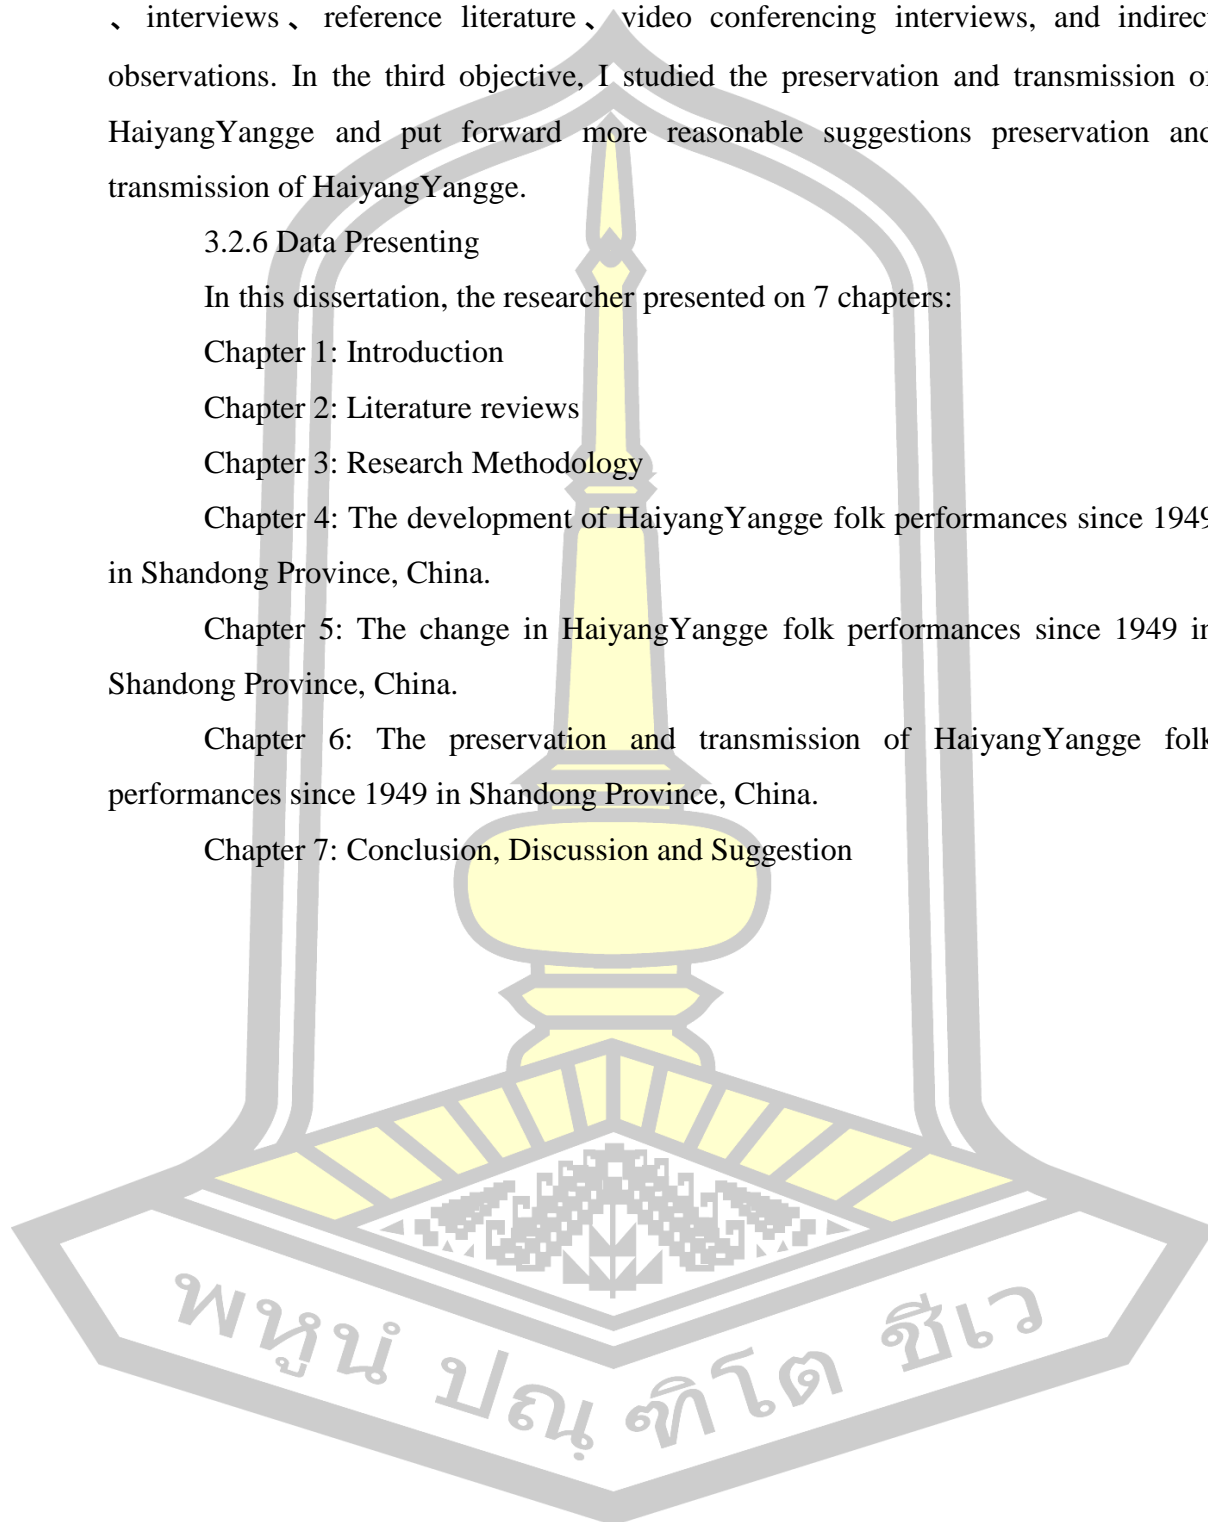 、 interviews 、 reference literature 、 video conferencing interviews, and indirect
observations. In the third objective, I studied the preservation and transmission of
HaiyangYangge and put forward more reasonable suggestions preservation and
transmission of HaiyangYangge.
3.2.6 Data Presenting
In this dissertation, the researcher presented on 7 chapters:
Chapter 1: Introduction
Chapter 2: Literature reviews
Chapter 3: Research Methodology
Chapter 4: The development of HaiyangYangge folk performances since 1949
in Shandong Province, China.
Chapter 5: The change in HaiyangYangge folk performances since 1949 in
Shandong Province, China.
Chapter 6: The preservation and transmission of HaiyangYangge folk
performances since 1949 in Shandong Province, China.
Chapter 7: Conclusion, Discussion and Suggestion
พหูนํ ปณฺฑิโต ชีเว